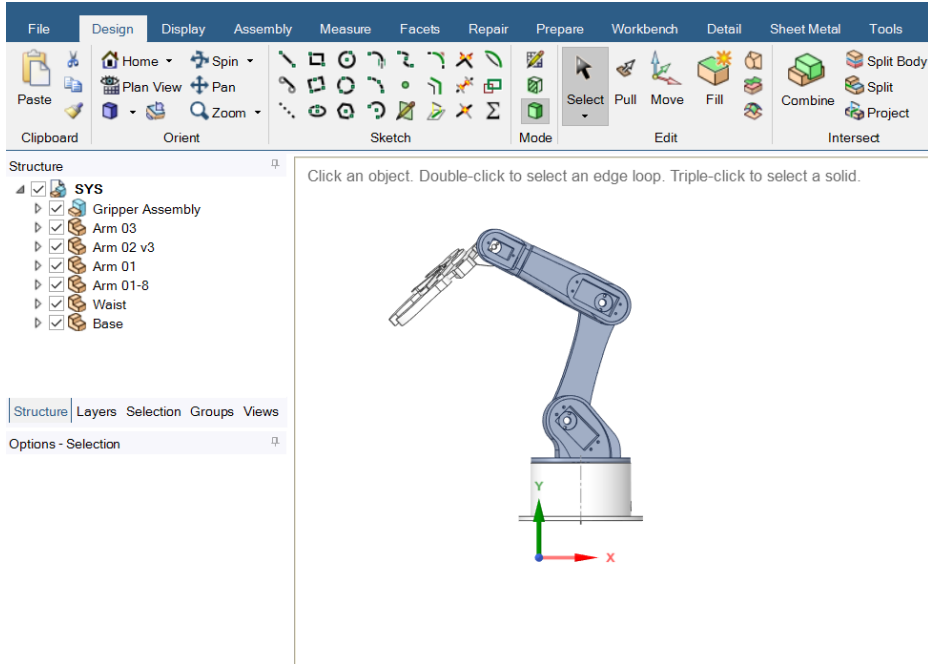 File Design Display Assembly Measure Facets Repair Prepare Workbench Detail Sheet Metal Tools
Home Spin Split Body
Plan View Pan Split
Paste Zoom Select Pull Move Fill Combine Project
Clipboard Orient Sketch Mode Edit Intersect
Structure
SYS
Gripper Assembly
Arm 03
Arm 02 v3
Arm 01
Arm 01-8
Waist
Base
Structure Layers Selection Groups Views
Options - Selection
Click an object. Double-click to select an edge loop. Triple-click to select a solid.
Y
X